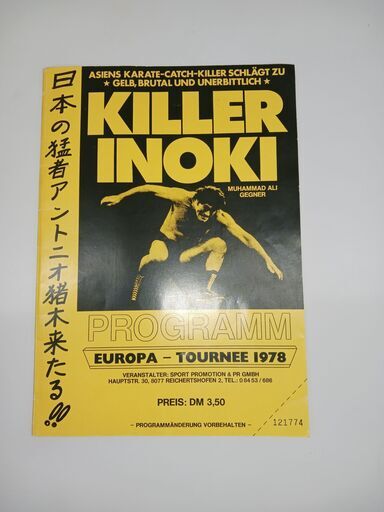 日本の猛者アントニオ猪木来たる!!
ASIENS KARATE-CATCH-KILLER SCHLÄGT ZU
★ GELB, BRUTAL UND UNERBITTLICH ★
KILLER
INOKI
MUHAMMAD ALI
GEGNER
PROGRAMM
EUROPA – TOURNEE 1978
VERANSTALTER: SPORT PROMOTION & PR GMBH
HAUPTSTR. 30, 8077 REICHERTSHOFEN 2, TEL.: 0 84 53 / 686
PREIS: DM 3,50
– PROGRAMMÄNDERUNG VORBEHALTEN –
121774